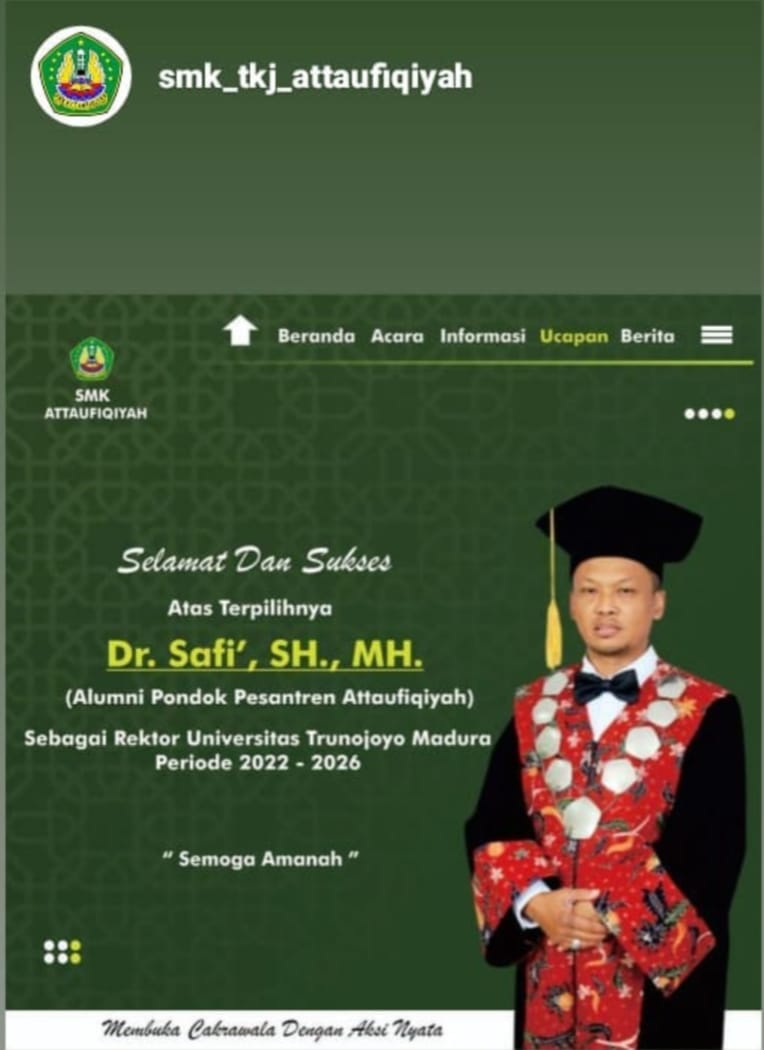 smk_tkj_attaufiqiyah
Beranda Acara Informasi Ucapan Berita
SMK
ATTAUFIQIYAH
Selamat Dan Sukses
Atas Terpilihnya
Dr. Safi’, SH., MH.
(Alumni Pondok Pesantren Attaufiqiyah)
Sebagai Rektor Universitas Trunojoyo Madura
Periode 2022 - 2026
“ Semoga Amanah ”
Membuka Cakrawala Dengan Aksi Nyata